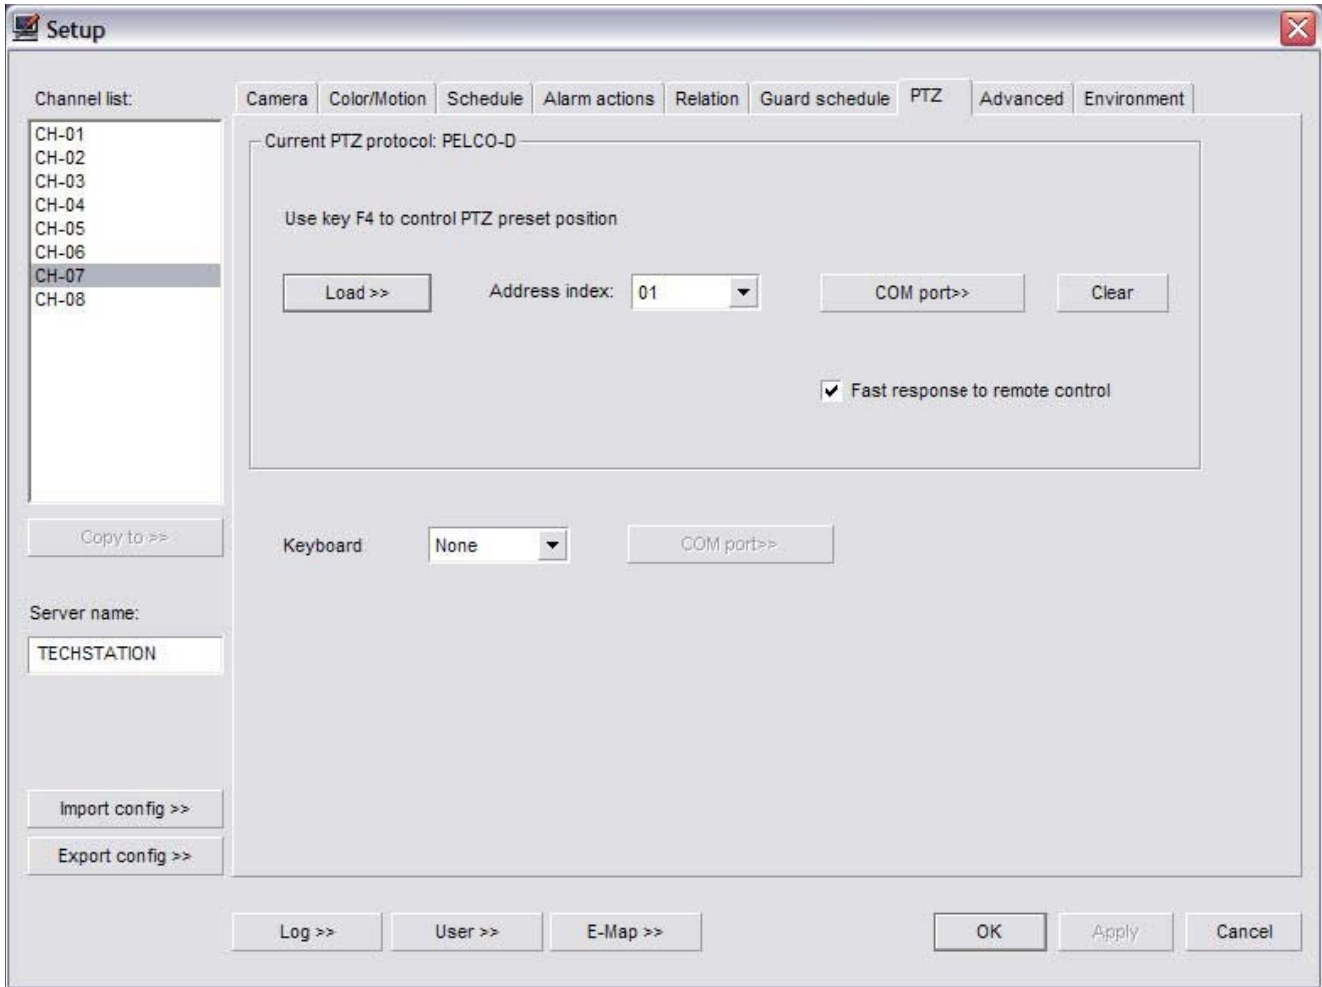 Setup
Channel list:
CH-01
CH-02
CH-03
CH-04
CH-05
CH-06
CH-07
CH-08
Copy to >>
Server name:
TECHSTATION
Import config >>
Export config >>
Camera Color/Motion Schedule Alarm actions Relation Guard schedule PTZ Advanced Environment
Current PTZ protocol: PELCO-D
Use key F4 to control PTZ preset position
Load >> Address index: 01 COM port>> Clear
Fast response to remote control
Keyboard None COM port>>
Log >> User >> E-Map >> OK Apply Cancel